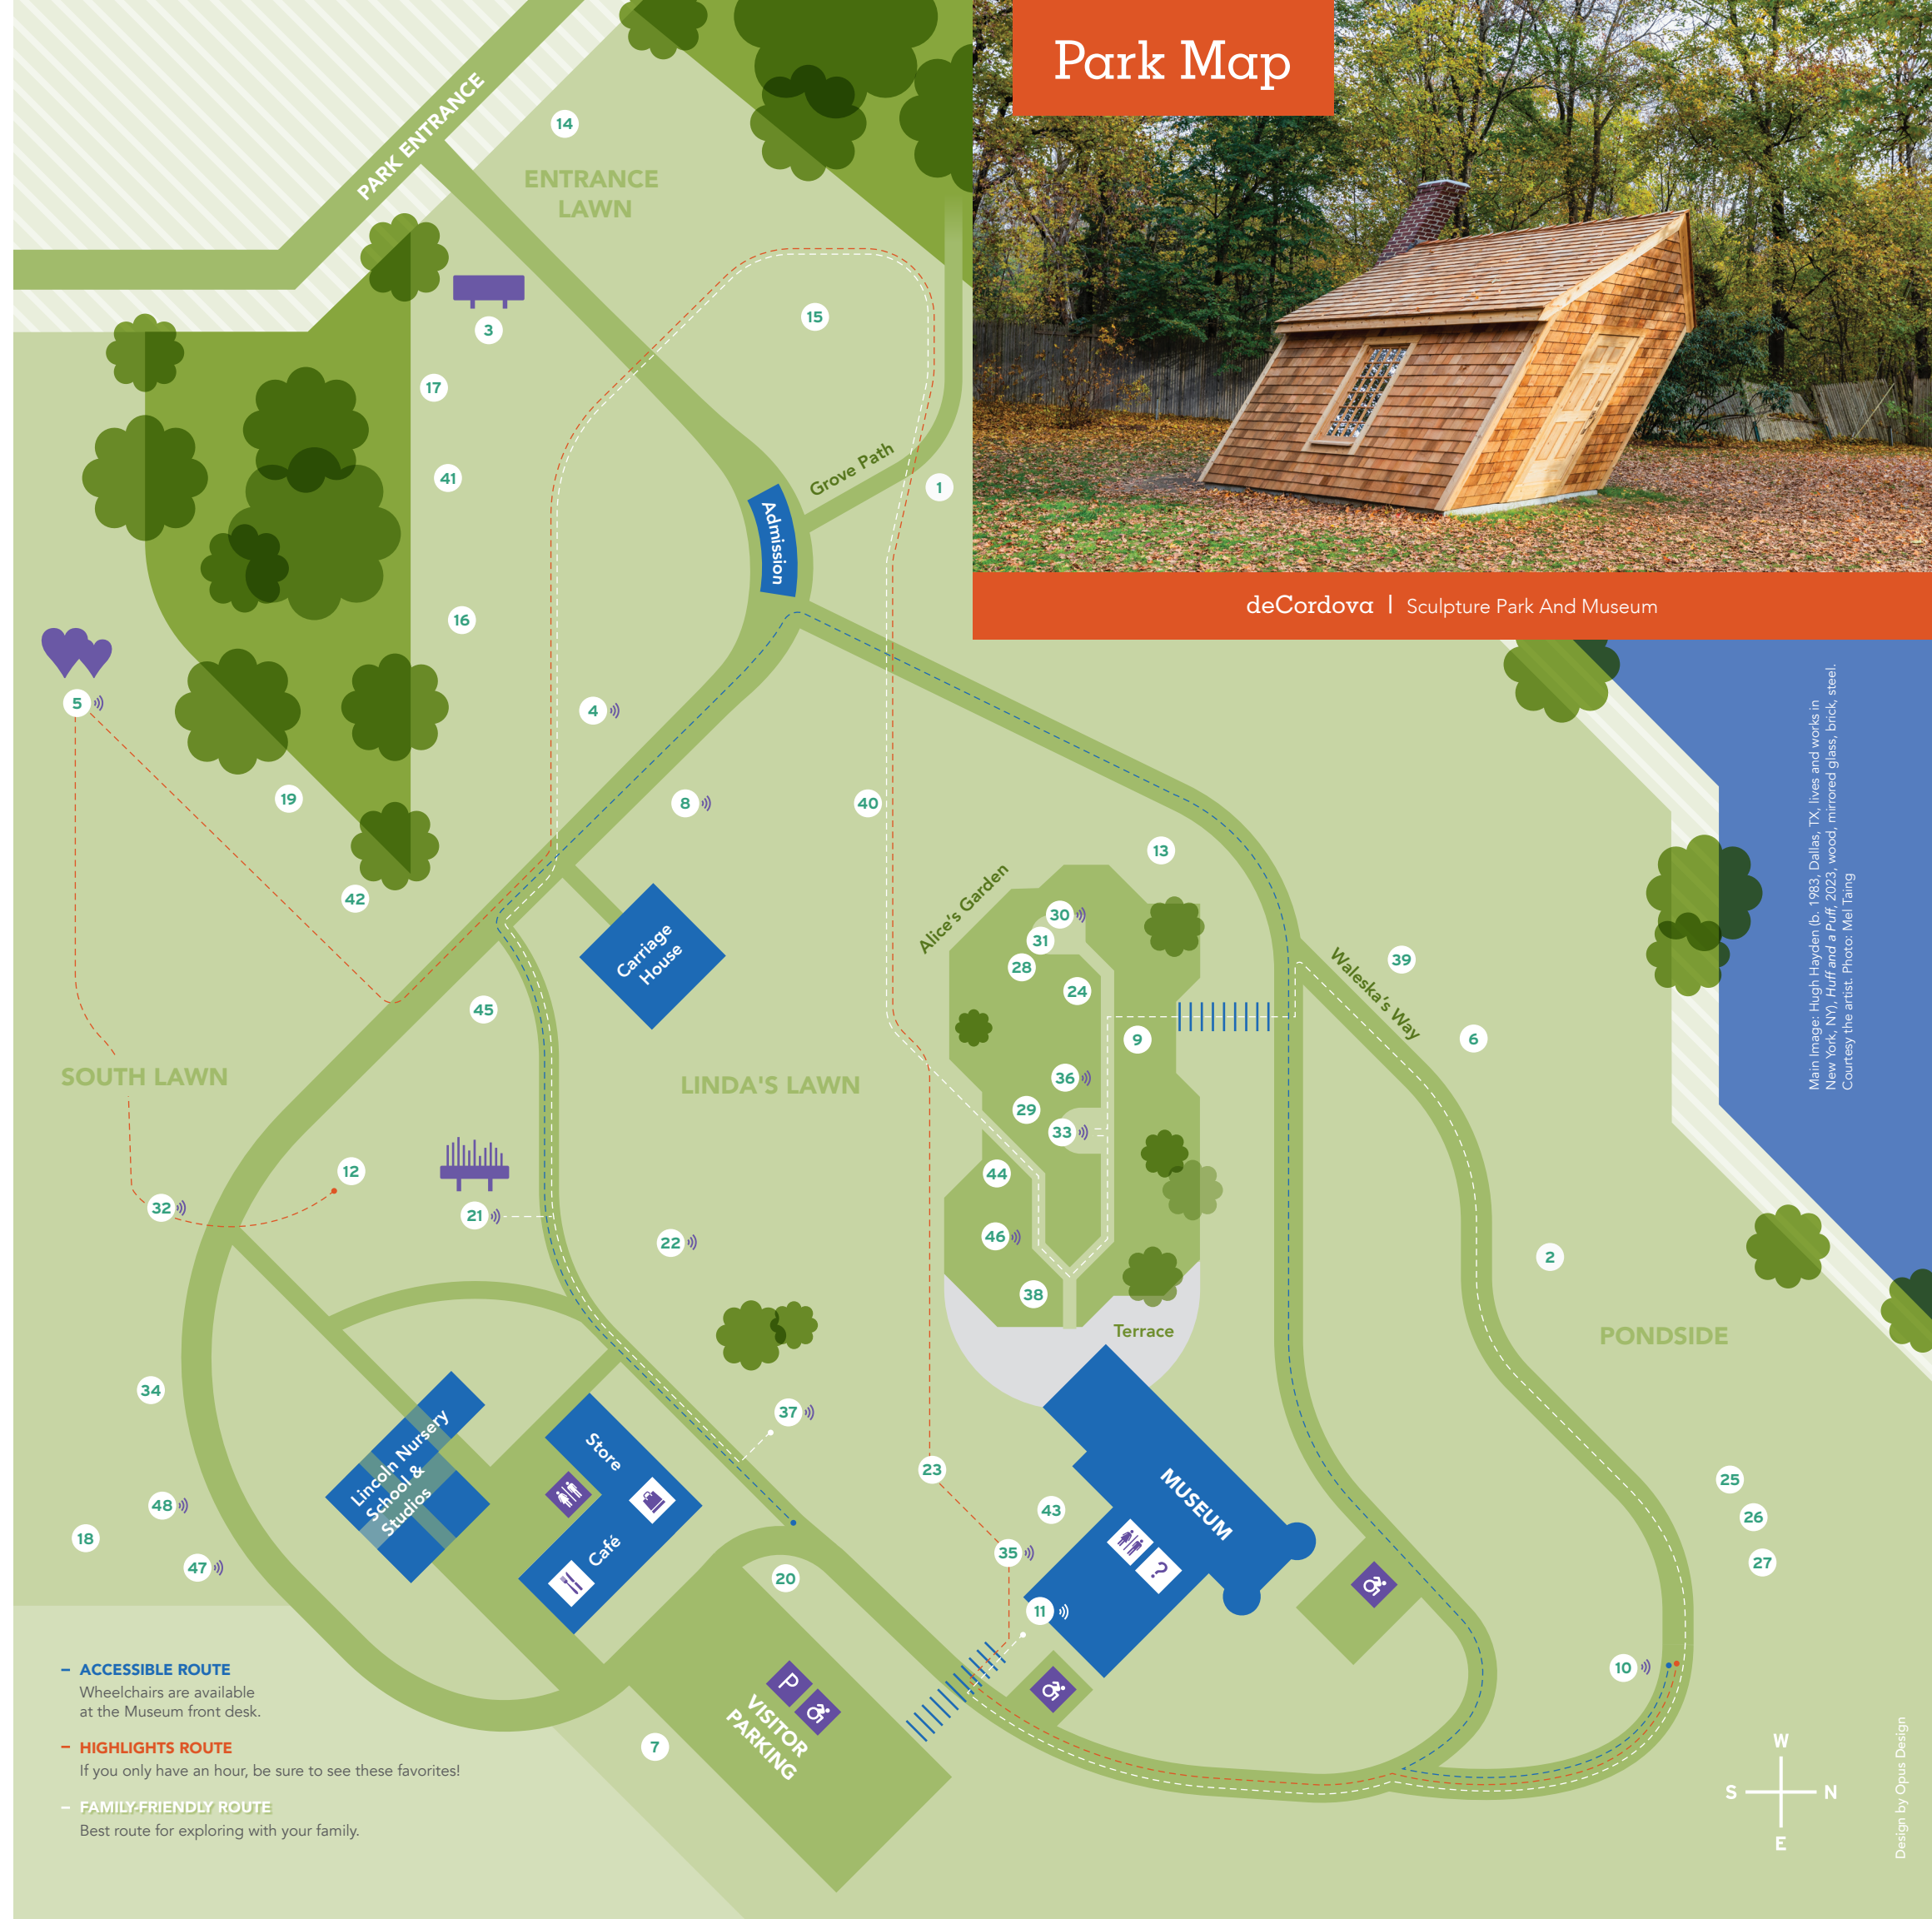 Park Map
deCordova | Sculpture Park And Museum
PARK ENTRANCE
14
ENTRANCE
LAWN
3
15
17
41
Grove Path
1
Admission
16
5
4
19
8
40
42
13
Alice's Garden
30
31
28
24
Carriage
House
45
9
Waleska's Way
39
6
SOUTH LAWN
LINDA'S LAWN
36
29
33
12
32
21
44
22
46
2
38
Terrace
PONDSIDE
34
37
Lincoln Nursery
School &
Studios
Store
Café
23
43
MUSEUM
25
26
27
48
18
47
35
20
11
?
10
P
VISITOR
PARKING
7
ACCESSIBLE ROUTE
Wheelchairs are available
at the Museum front desk.
HIGHLIGHTS ROUTE
If you only have an hour, be sure to see these favorites!
FAMILY-FRIENDLY ROUTE
Best route for exploring with your family.
W
S
N
E
Main Image: Hugh Hayden (b. 1983, Dallas, TX, lives and works in
New York, NY), Huff and a Puff, 2023, wood, mirrored glass, brick, steel.
Courtesy the artist. Photo: Mel Taing
Design by Opus Design